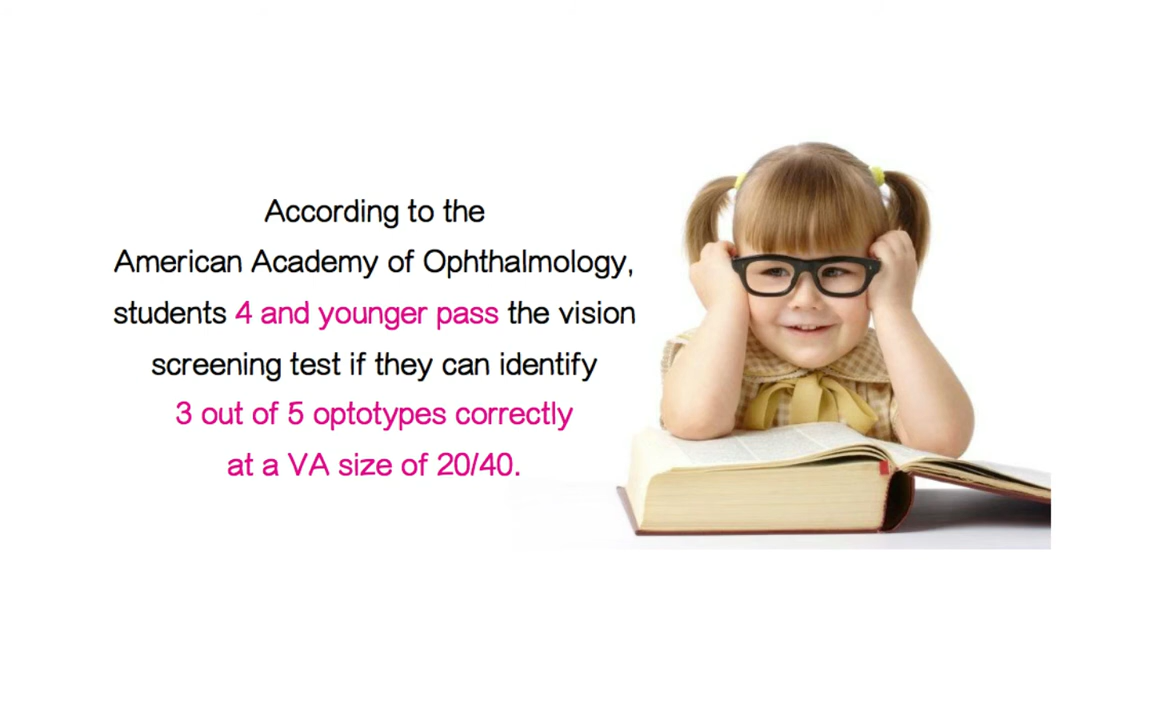 According to the
American Academy of Ophthalmology,
students 4 and younger pass the vision
screening test if they can identify
3 out of 5 optotypes correctly
at a VA size of 20/40.